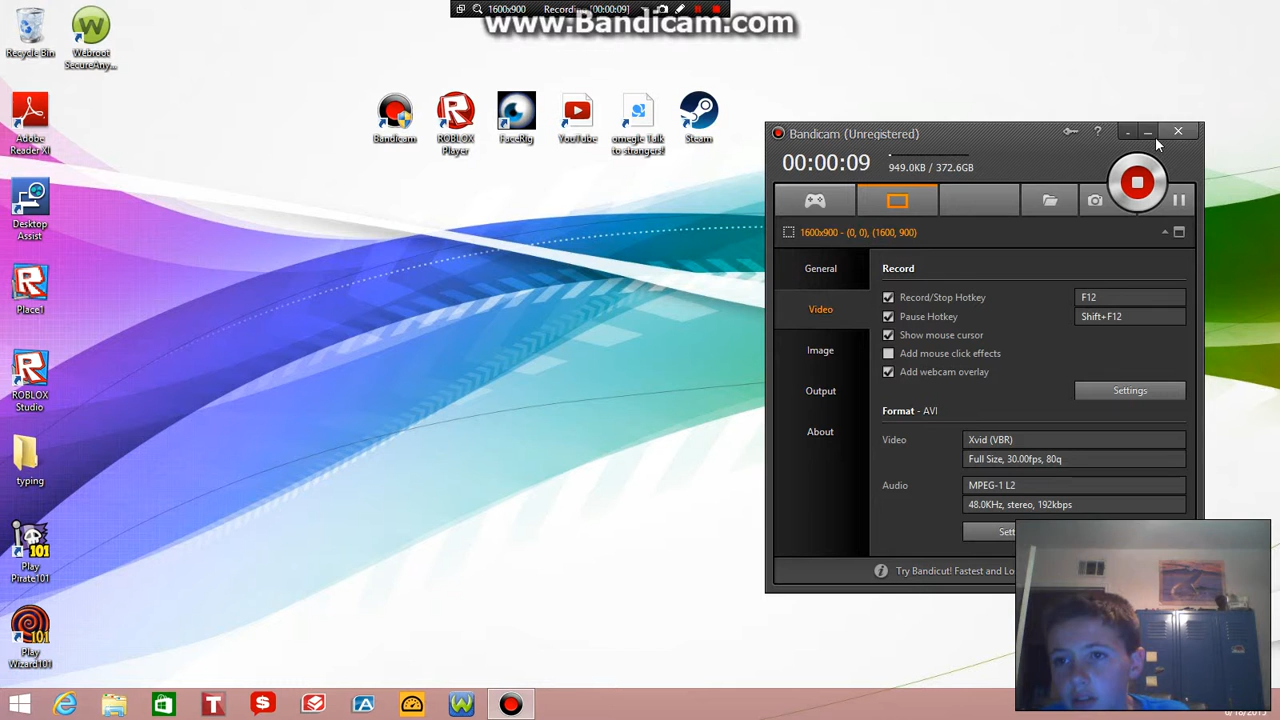 1600x900
[00:00:09]
www.Bandicam.com
Recycle Bin
Webroot
SecureAny...
Adobe
Reader XI
Bandicam
ROBLOX
Player
FaceRig
YouTube
omegle Talk
to strangers!
Steam
Desktop
Assist
Place1
ROBLOX
Studio
typing
Play
Pirate101
Play
Wizard101
Bandicam (Unregistered)
00:00:09
949.0KB / 372.6GB
1600x900 - (0, 0), (1600, 900)
General
Video
Image
Output
About
Record
Record/Stop Hotkey F12
Pause Hotkey Shift+F12
Show mouse cursor
Add mouse click effects
Add webcam overlay
Settings
Format - AVI
Video Xvid (VBR)
Full Size, 30.00fps, 80q
Audio MPEG-1 L2
48.0KHz, stereo, 192kbps
Try Bandicut! Fastest and